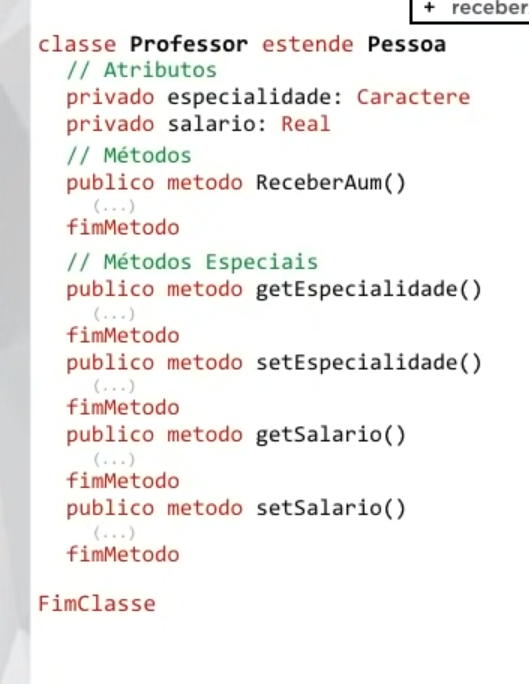 + receber
classe Professor estende Pessoa
// Atributos
privado especialidade: Caractere
privado salario: Real
// Métodos
publico metodo ReceberAum()
(...)
fimMetodo
// Métodos Especiais
publico metodo getEspecialidade()
(...)
fimMetodo
publico metodo setEspecialidade()
(...)
fimMetodo
publico metodo getSalario()
(...)
fimMetodo
publico metodo setSalario()
(...)
fimMetodo
FimClasse